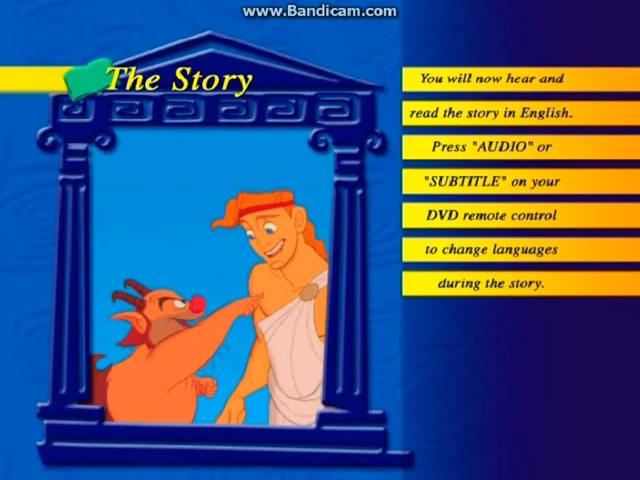 www.Bandicam.com
The Story
You will now hear and
read the story in English.
Press "AUDIO" or
"SUBTITLE" on your
DVD remote control
to change languages
during the story.